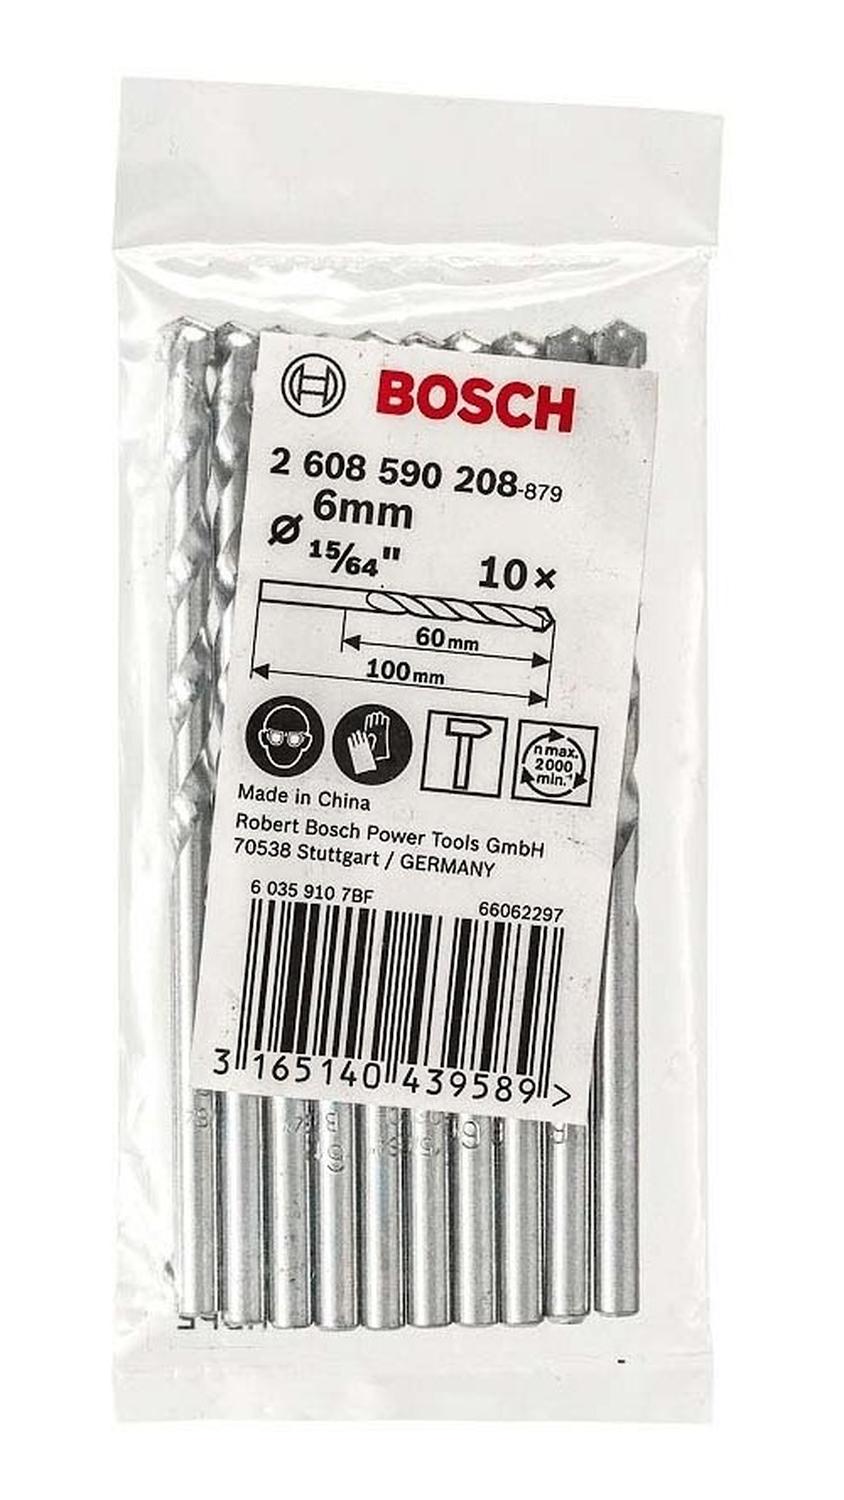 BOSCH
2 608 590 208-879
6mm
Ø 15/64" 10×
60mm
100mm
n max.
2000
min.⁻¹
Made in China
Robert Bosch Power Tools GmbH
70538 Stuttgart / GERMANY
6 035 910 7BF 66062297
3 165140 439589 >